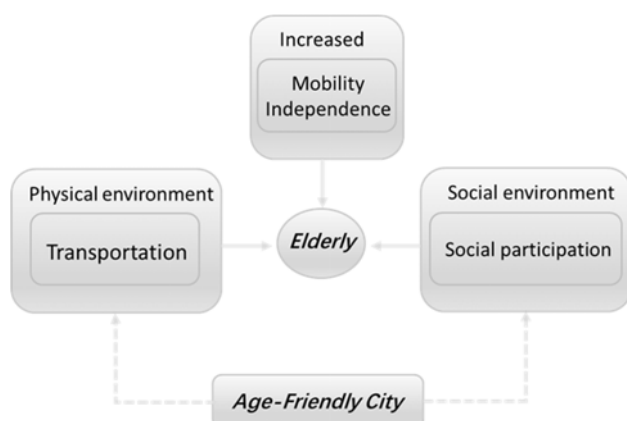 Increased
Mobility
Independence
Physical environment
Transportation
Elderly
Social environment
Social participation
Age-Friendly City